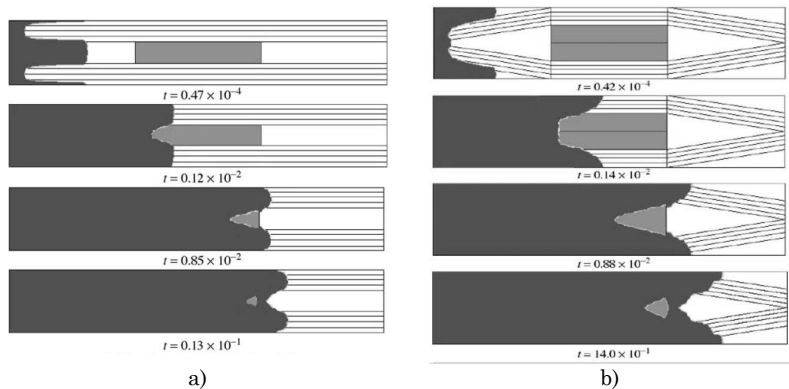 t = 0.47 × 10⁻⁴
t = 0.12 × 10⁻²
t = 0.85 × 10⁻²
t = 0.13 × 10⁻¹
a)
t = 0.42 × 10⁻⁴
t = 0.14 × 10⁻²
t = 0.88 × 10⁻²
t = 14.0 × 10⁻¹
b)